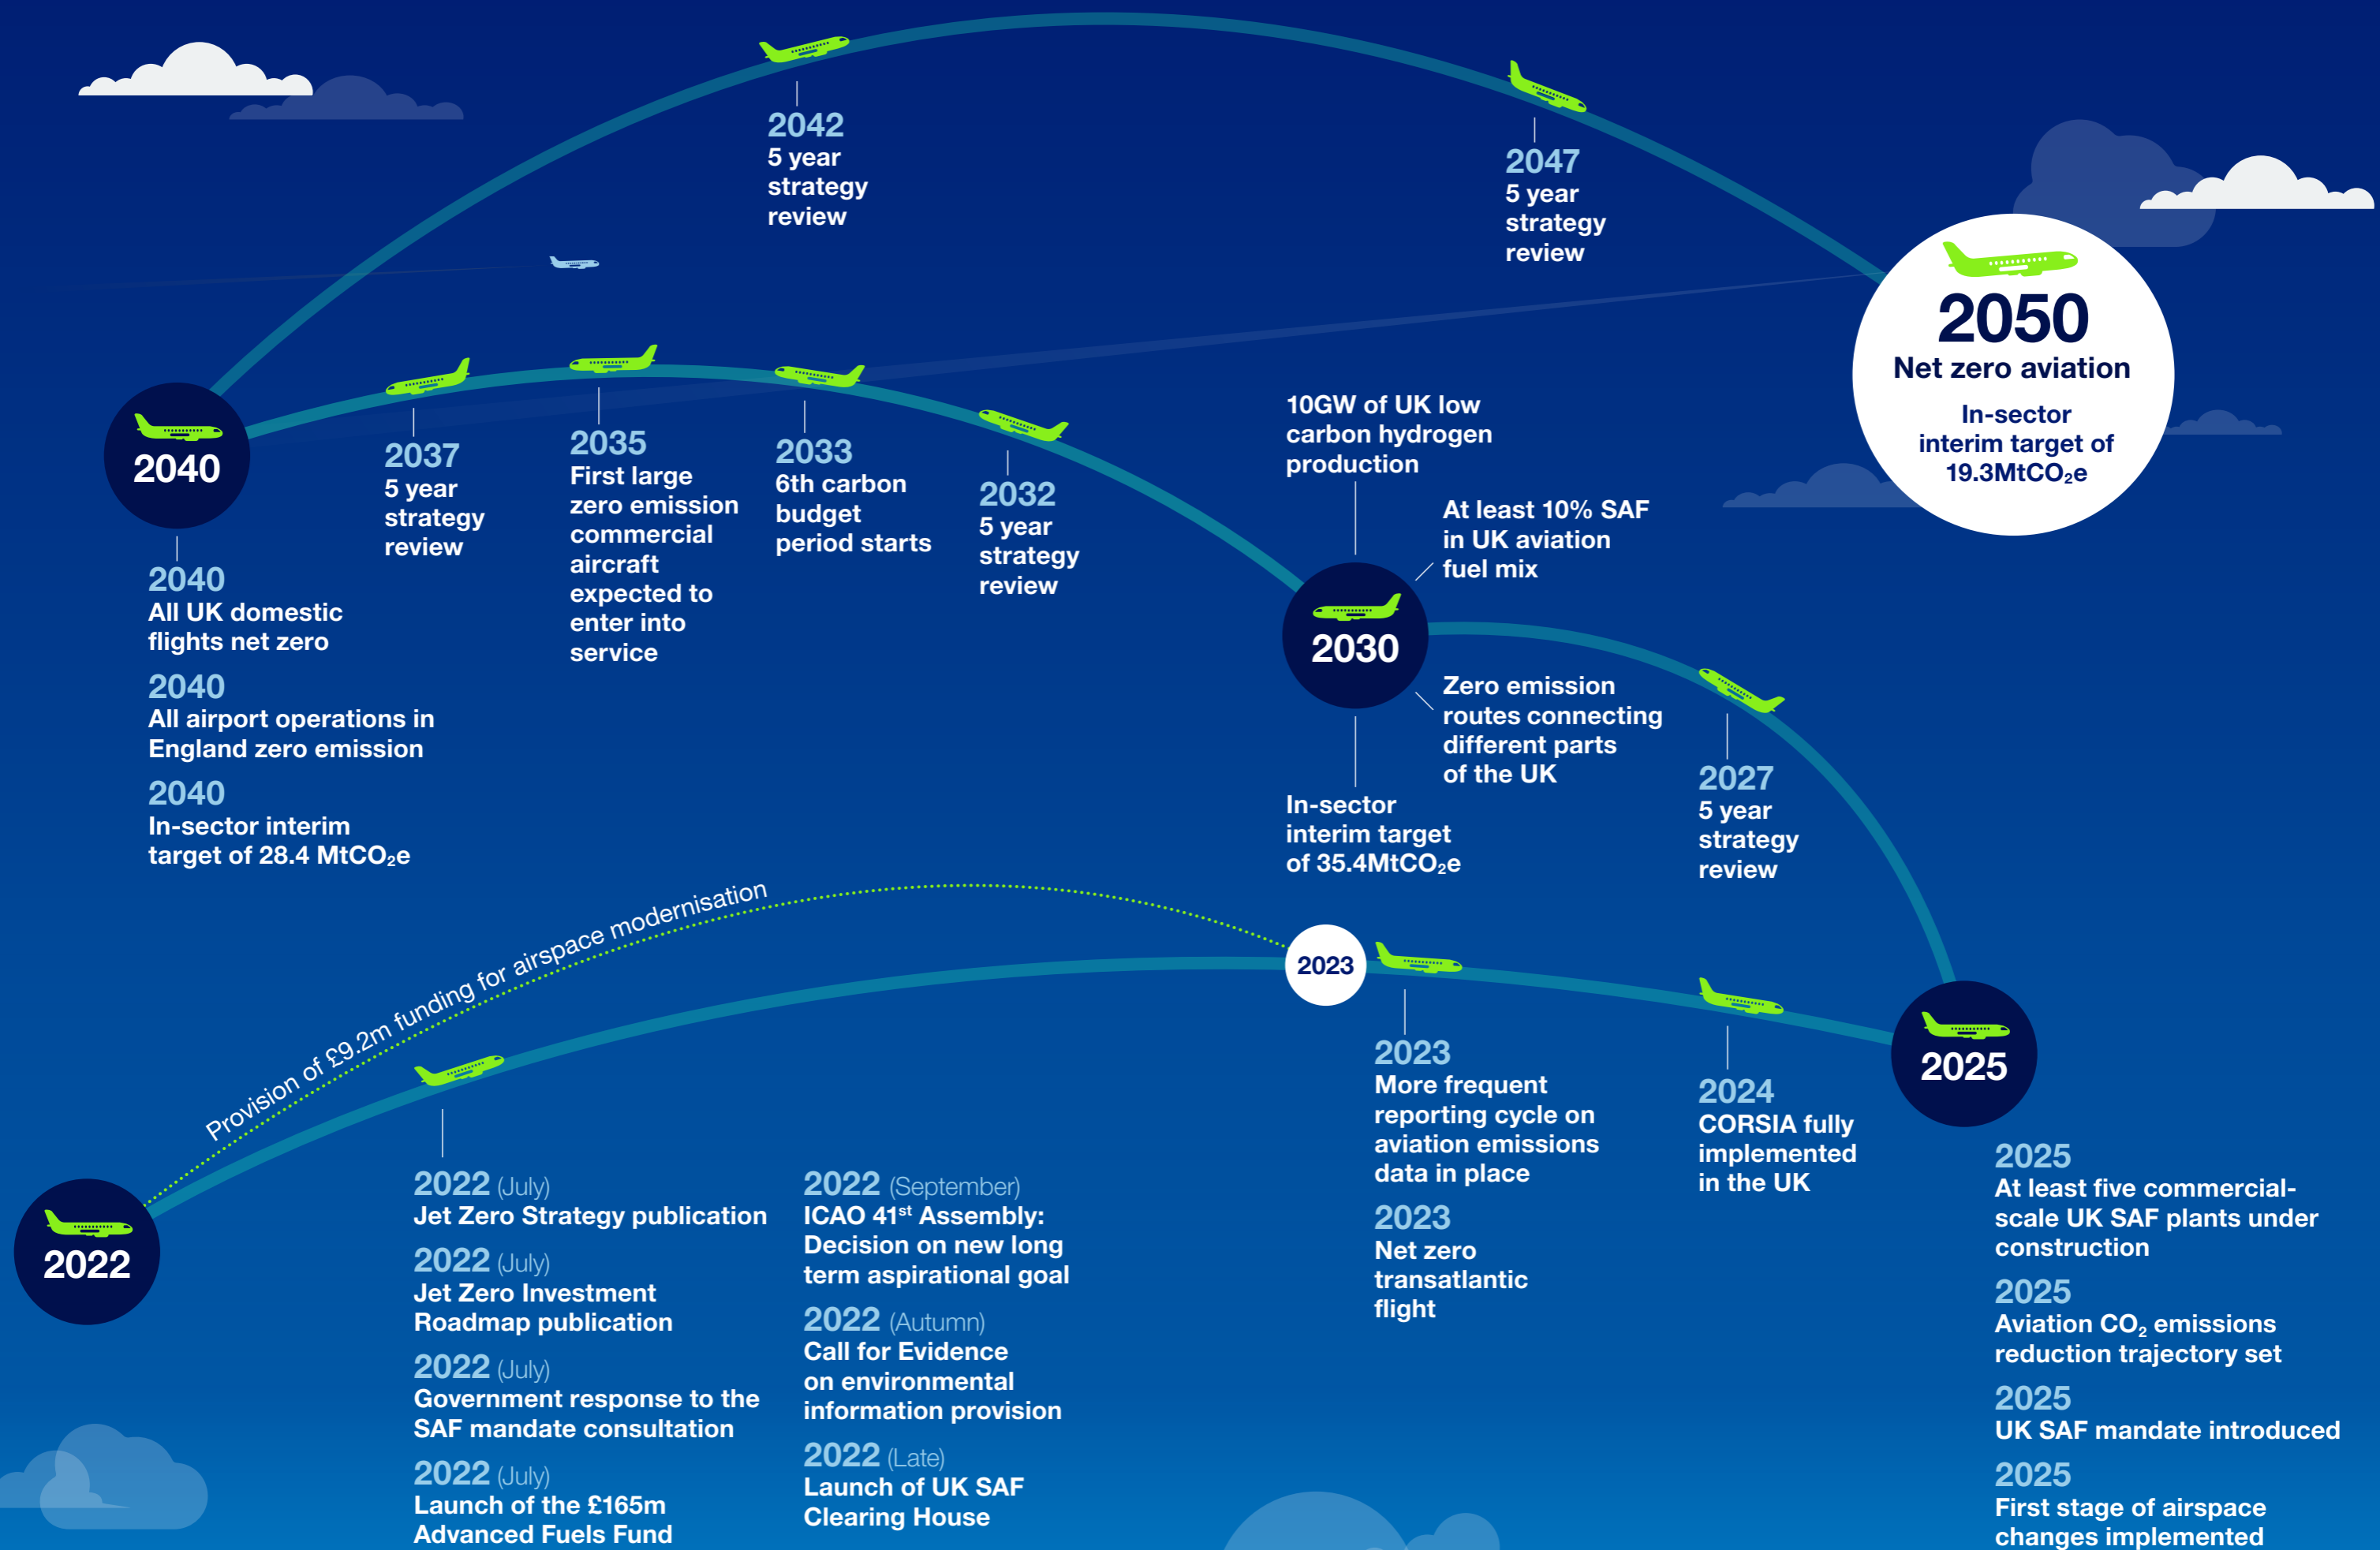 2042
5 year
strategy
review
2047
5 year
strategy
review
2050
Net zero aviation
In-sector
interim target of
19.3MtCO₂e
2040
2040
All UK domestic
flights net zero
2040
All airport operations in
England zero emission
2040
In-sector interim
target of 28.4 MtCO₂e
2037
5 year
strategy
review
2035
First large
zero emission
commercial
aircraft
expected to
enter into
service
2033
6th carbon
budget
period starts
2032
5 year
strategy
review
10GW of UK low
carbon hydrogen
production
At least 10% SAF
in UK aviation
fuel mix
2030
Zero emission
routes connecting
different parts
of the UK
In-sector
interim target
of 35.4MtCO₂e
2027
5 year
strategy
review
Provision of £9.2m funding for airspace modernisation
2022
2022 (July)
Jet Zero Strategy publication
2022 (July)
Jet Zero Investment
Roadmap publication
2022 (July)
Government response to the
SAF mandate consultation
2022 (July)
Launch of the £165m
Advanced Fuels Fund
2022 (September)
ICAO 41st Assembly:
Decision on new long
term aspirational goal
2022 (Autumn)
Call for Evidence
on environmental
information provision
2022 (Late)
Launch of UK SAF
Clearing House
2023
2023
More frequent
reporting cycle on
aviation emissions
data in place
2023
Net zero
transatlantic
flight
2024
CORSIA fully
implemented
in the UK
2025
2025
At least five commercial-
scale UK SAF plants under
construction
2025
Aviation CO₂ emissions
reduction trajectory set
2025
UK SAF mandate introduced
2025
First stage of airspace
changes implemented